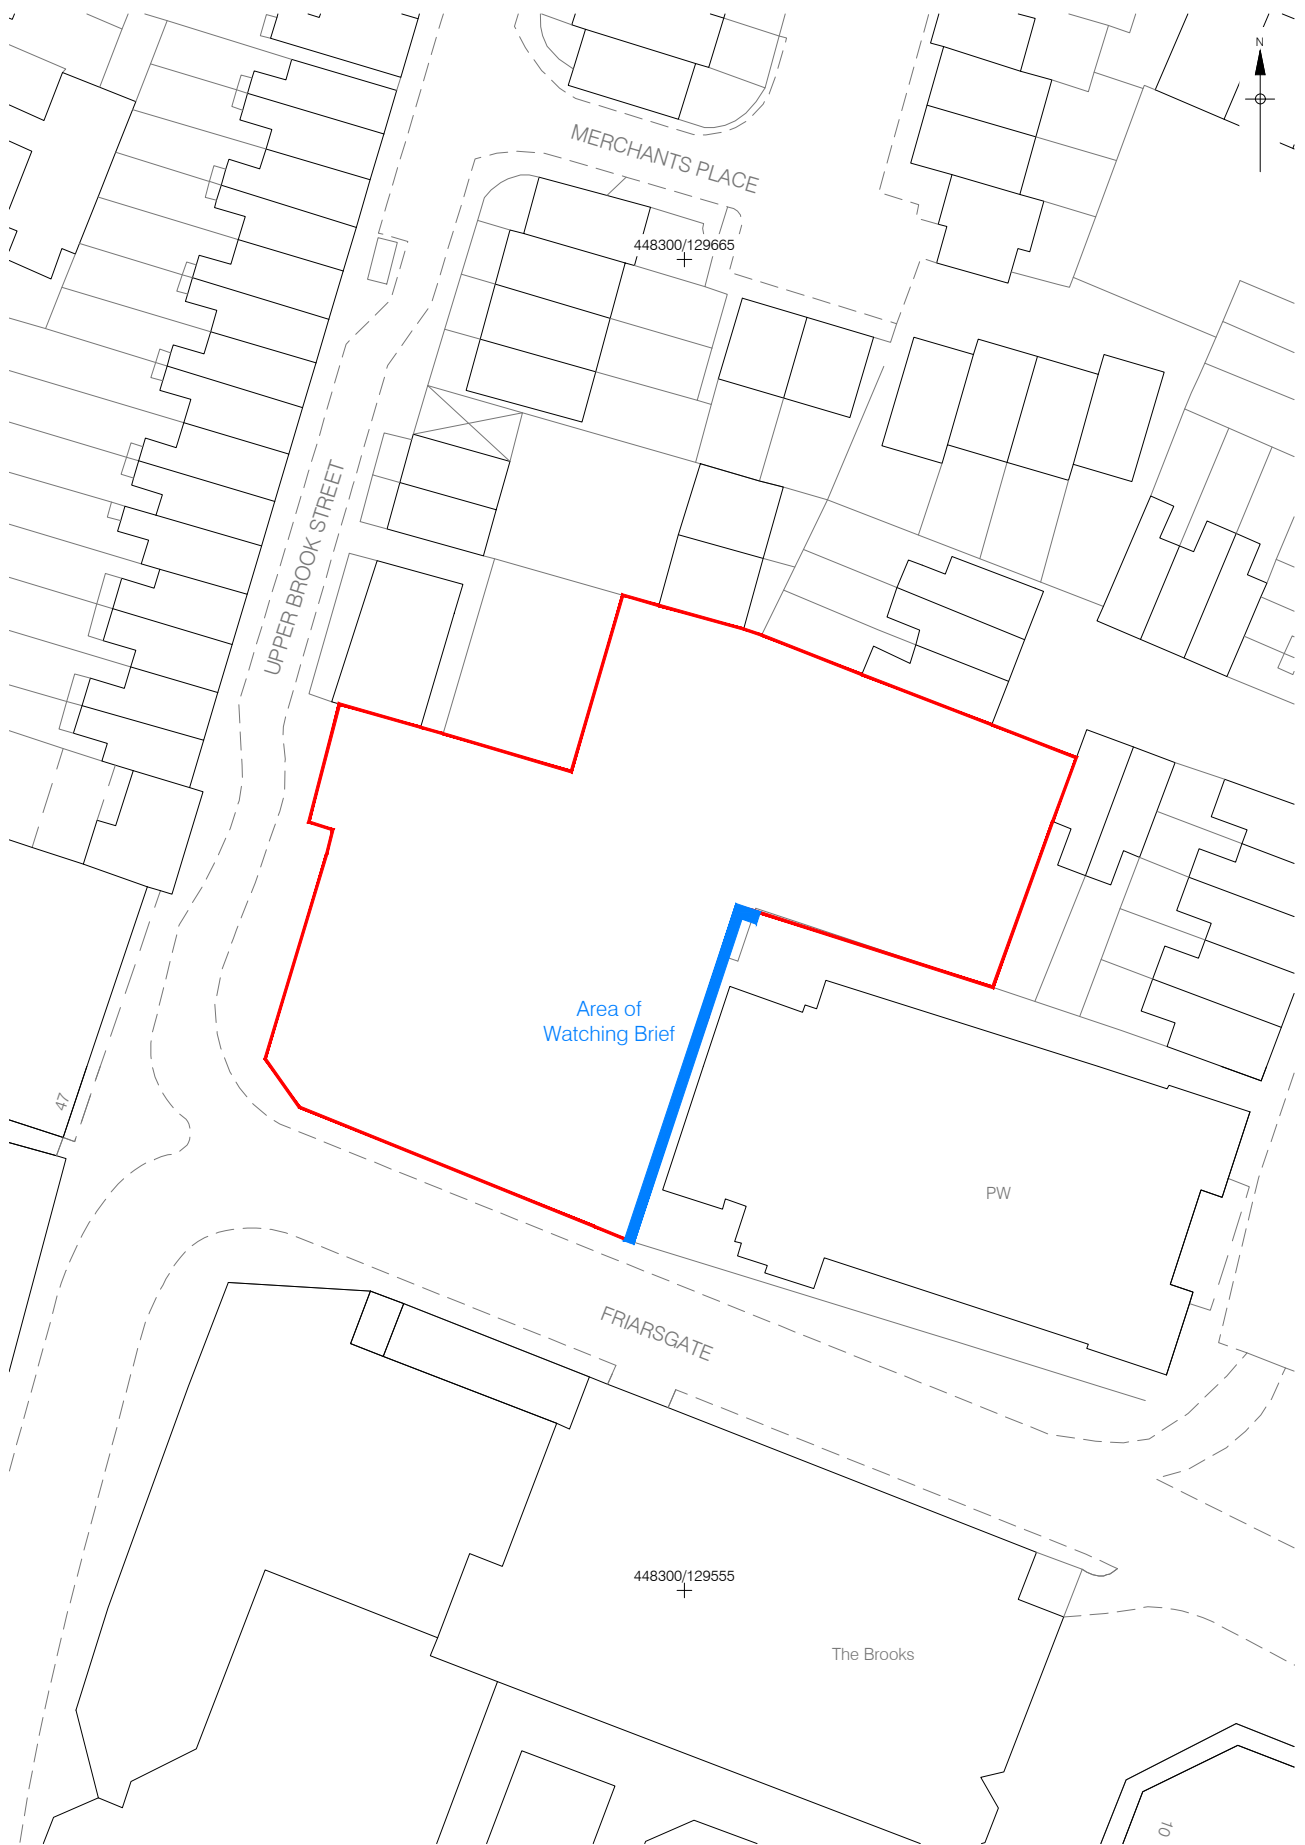 N
MERCHANTS PLACE
448300/129665
UPPER BROOK STREET
Area of
Watching Brief
47
PW
FRIARSGATE
448300/129555
The Brooks
10